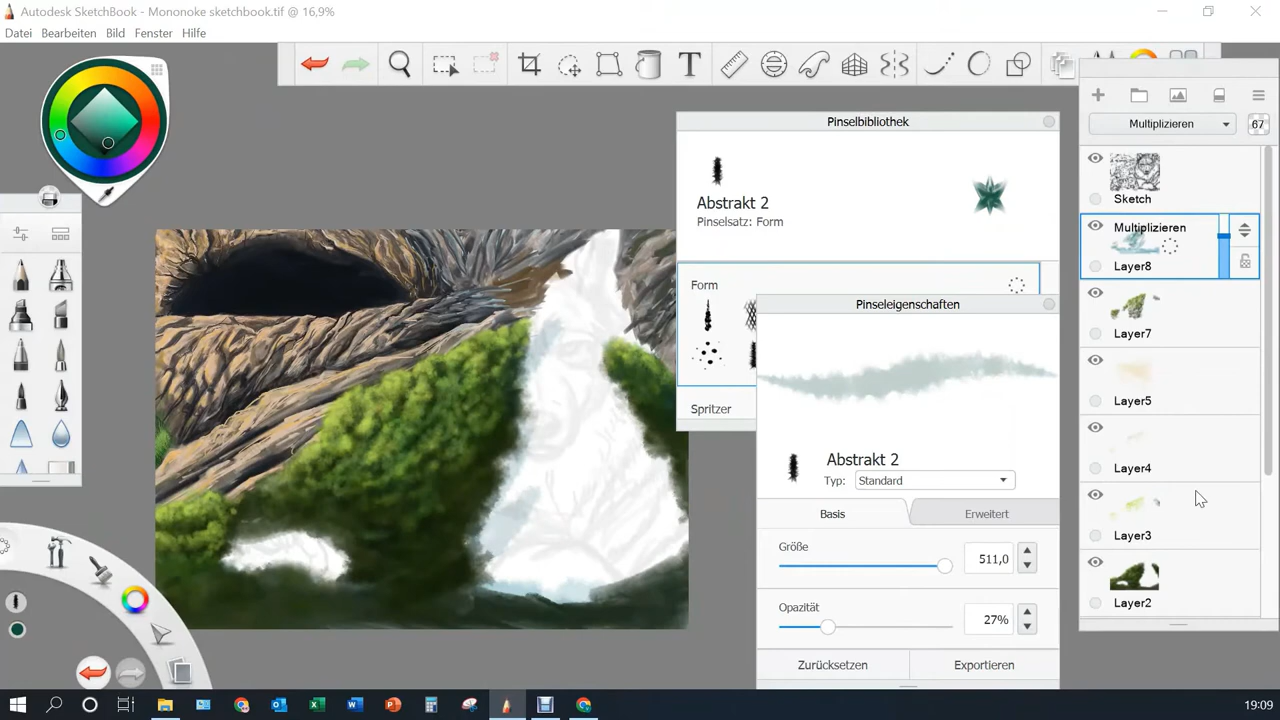 Autodesk SketchBook - Mononoke sketchbook.tif @ 16,9%
Datei Bearbeiten Bild Fenster Hilfe
T
Pinselbibliothek
Abstrakt 2
Pinselsatz: Form
Form
Spritzer
Pinseleigenschaften
Abstrakt 2
Typ: Standard
Basis Erweitert
Größe
511,0
Opazität
27%
Zurücksetzen Exportieren
Multiplizieren 67
Sketch
Multiplizieren
Layer8
Layer7
Layer5
Layer4
Layer3
Layer2
19:09